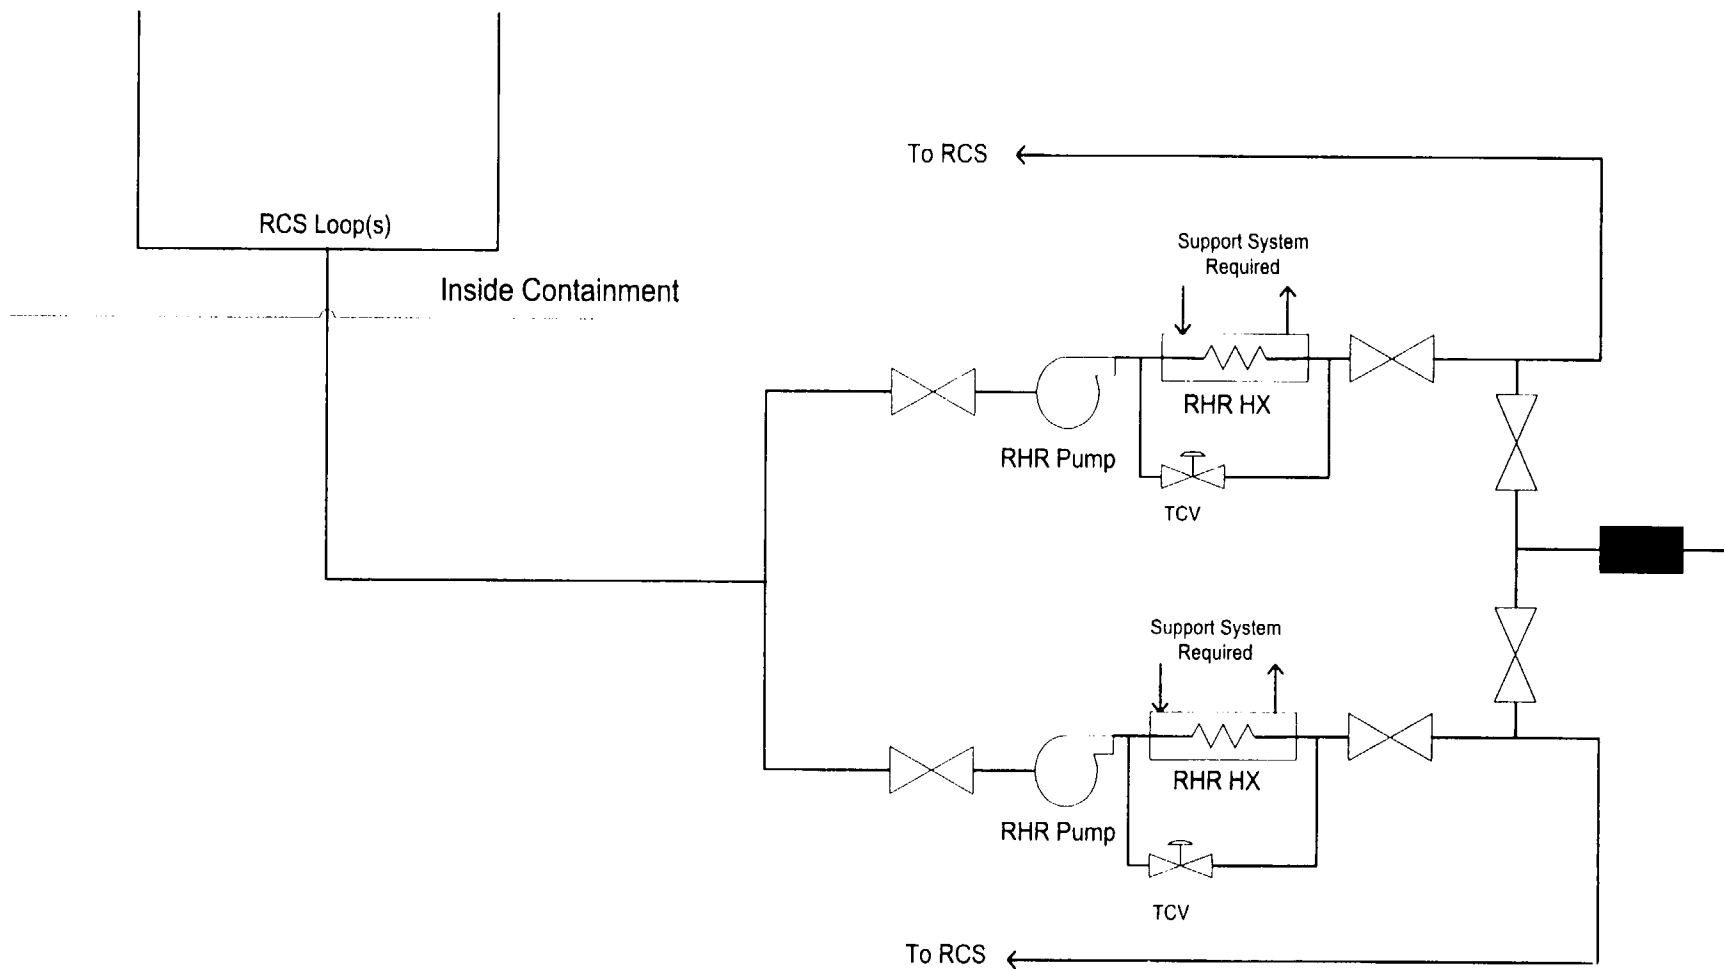 To RCS
RCS Loop(s)
Support System
Required
Inside Containment
RHR HX
RHR Pump
TCV
Support System
Required
RHR HX
RHR Pump
TCV
To RCS